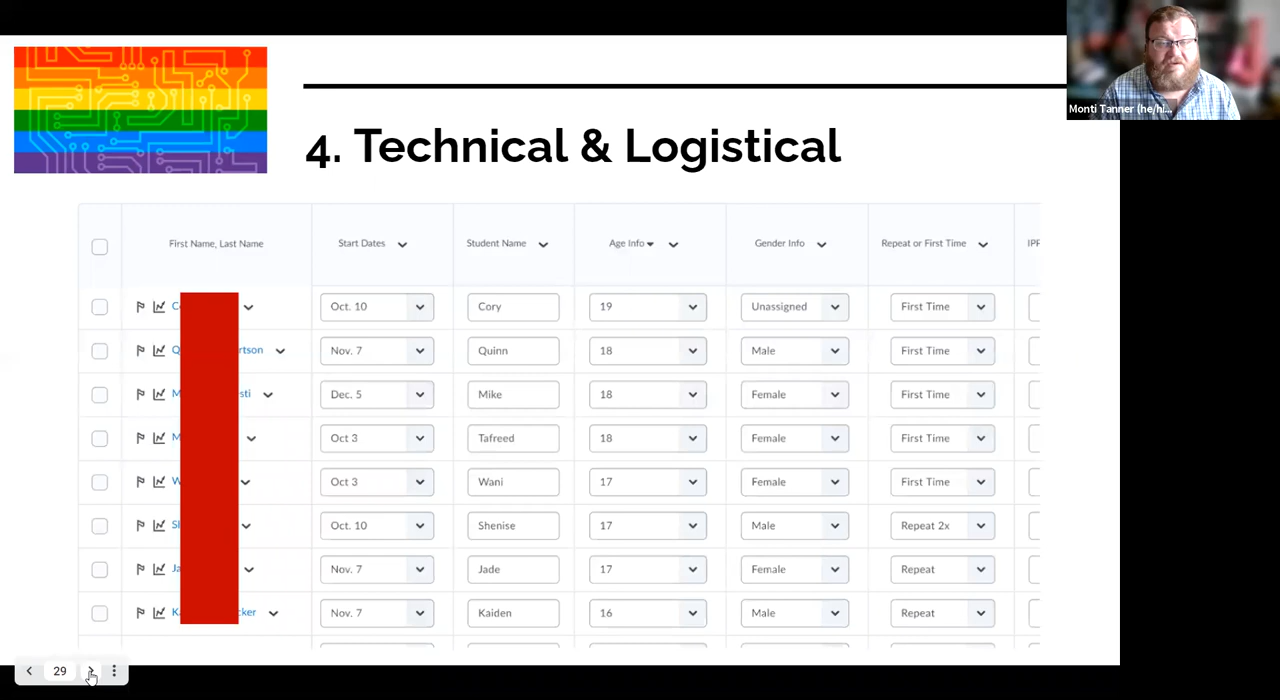 Monti Tanner (he/hi...
4. Technical & Logistical
First Name, Last Name Start Dates Student Name Age Info Gender Info Repeat or First Time
Oct. 10 Cory 19 Unassigned First Time
rtson Nov. 7 Quinn 18 Male First Time
sti Dec. 5 Mike 18 Female First Time
Oct 3 Tafreed 18 Female First Time
Oct 3 Wani 17 Female First Time
Oct. 10 Shenise 17 Male Repeat 2x
Ja Nov. 7 Jade 17 Female Repeat
cker Nov. 7 Kaiden 16 Male Repeat
29